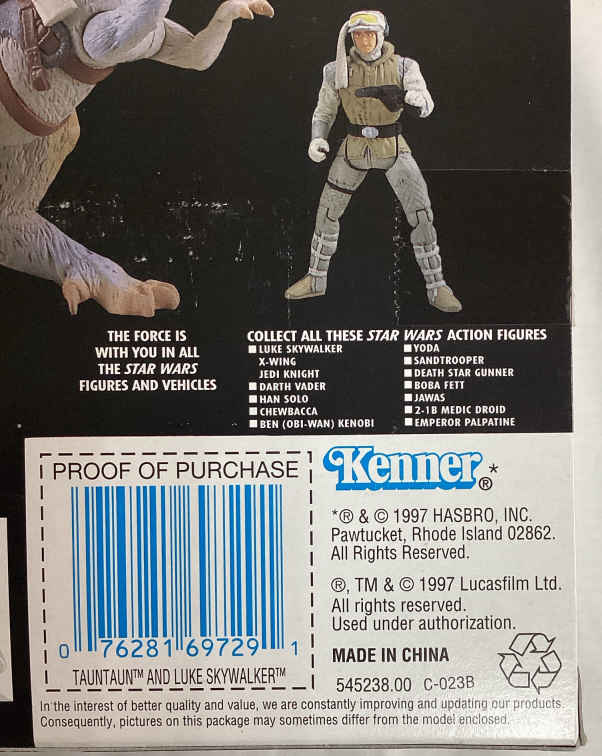 THE FORCE IS
WITH YOU IN ALL
THE STAR WARS
FIGURES AND VEHICLES
COLLECT ALL THESE STAR WARS ACTION FIGURES
LUKE SKYWALKER
X-WING
JEDI KNIGHT
DARTH VADER
HAN SOLO
CHEWBACCA
BEN (OBI-WAN) KENOBI
YODA
SANDTROOPER
DEATH STAR GUNNER
BOBA FETT
JAWAS
2-1B MEDIC DROID
EMPEROR PALPATINE
PROOF OF PURCHASE
0 76281 69729 1
TAUNTAUN™ AND LUKE SKYWALKER™
Kenner®*
*® & © 1997 HASBRO, INC.
Pawtucket, Rhode Island 02862.
All Rights Reserved.
®, TM & © 1997 Lucasfilm Ltd.
All rights reserved.
Used under authorization.
MADE IN CHINA
545238.00 C-023B
In the interest of better quality and value, we are constantly improving and updating our products.
Consequently, pictures on this package may sometimes differ from the model enclosed.